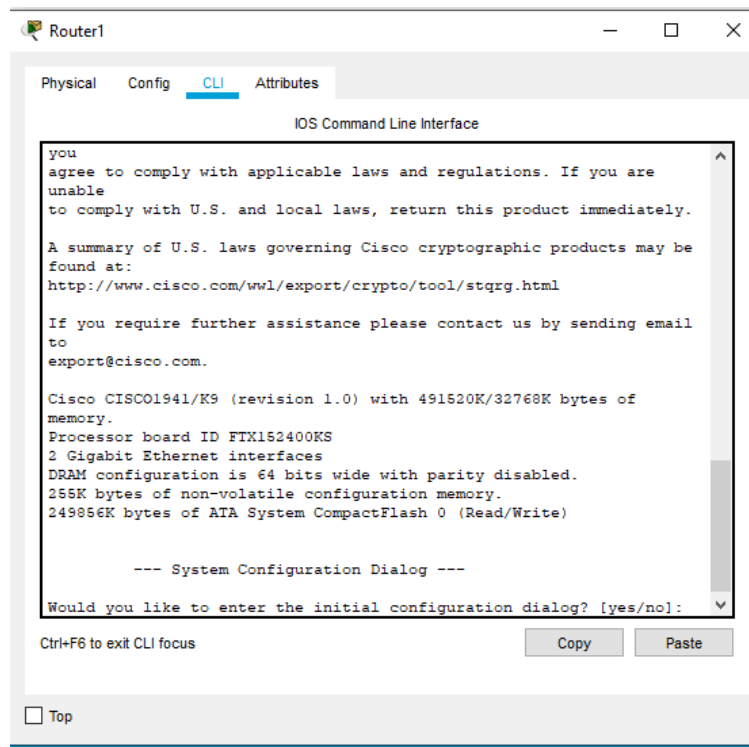 Router1
Physical Config CLI Attributes
IOS Command Line Interface
you
agree to comply with applicable laws and regulations. If you are
unable
to comply with U.S. and local laws, return this product immediately.
A summary of U.S. laws governing Cisco cryptographic products may be
found at:
http://www.cisco.com/wwl/export/crypto/tool/stqrg.html
If you require further assistance please contact us by sending email
to
export@cisco.com.
Cisco CISCO1941/K9 (revision 1.0) with 491520K/32768K bytes of
memory.
Processor board ID FTX152400KS
2 Gigabit Ethernet interfaces
DRAM configuration is 64 bits wide with parity disabled.
255K bytes of non-volatile configuration memory.
249856K bytes of ATA System CompactFlash 0 (Read/Write)
--- System Configuration Dialog ---
Would you like to enter the initial configuration dialog? [yes/no]:
Ctrl+F6 to exit CLI focus
Copy Paste
Top